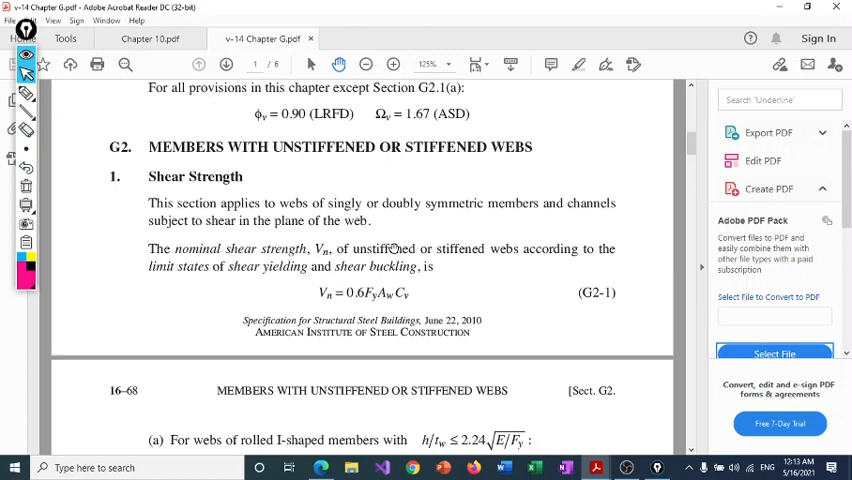 v-14 Chapter G.pdf - Adobe Acrobat Reader DC (32-bit)
View Sign Window Help
Tools Chapter 10.pdf v-14 Chapter G.pdf × Sign In
1 / 6 125%
For all provisions in this chapter except Section G2.1(a):
ϕv = 0.90 (LRFD) Ωv = 1.67 (ASD)
G2. MEMBERS WITH UNSTIFFENED OR STIFFENED WEBS
1. Shear Strength
This section applies to webs of singly or doubly symmetric members and channels
subject to shear in the plane of the web.
The nominal shear strength, Vn, of unstiffened or stiffened webs according to the
limit states of shear yielding and shear buckling, is
Vn = 0.6FyAwCv (G2-1)
Specification for Structural Steel Buildings, June 22, 2010
AMERICAN INSTITUTE OF STEEL CONSTRUCTION
16–68 MEMBERS WITH UNSTIFFENED OR STIFFENED WEBS [Sect. G2.
(a) For webs of rolled I-shaped members with h/tw ≤ 2.24√E/Fy :
Search 'Underline'
Export PDF
Edit PDF
Create PDF
Adobe PDF Pack
Convert files to PDF and
easily combine them with
other file types with a paid
subscription
Select File to Convert to PDF
Select File
Convert, edit and e-sign PDF
forms & agreements
Free 7-Day Trial
Type here to search
ENG
12:13 AM
5/16/2021